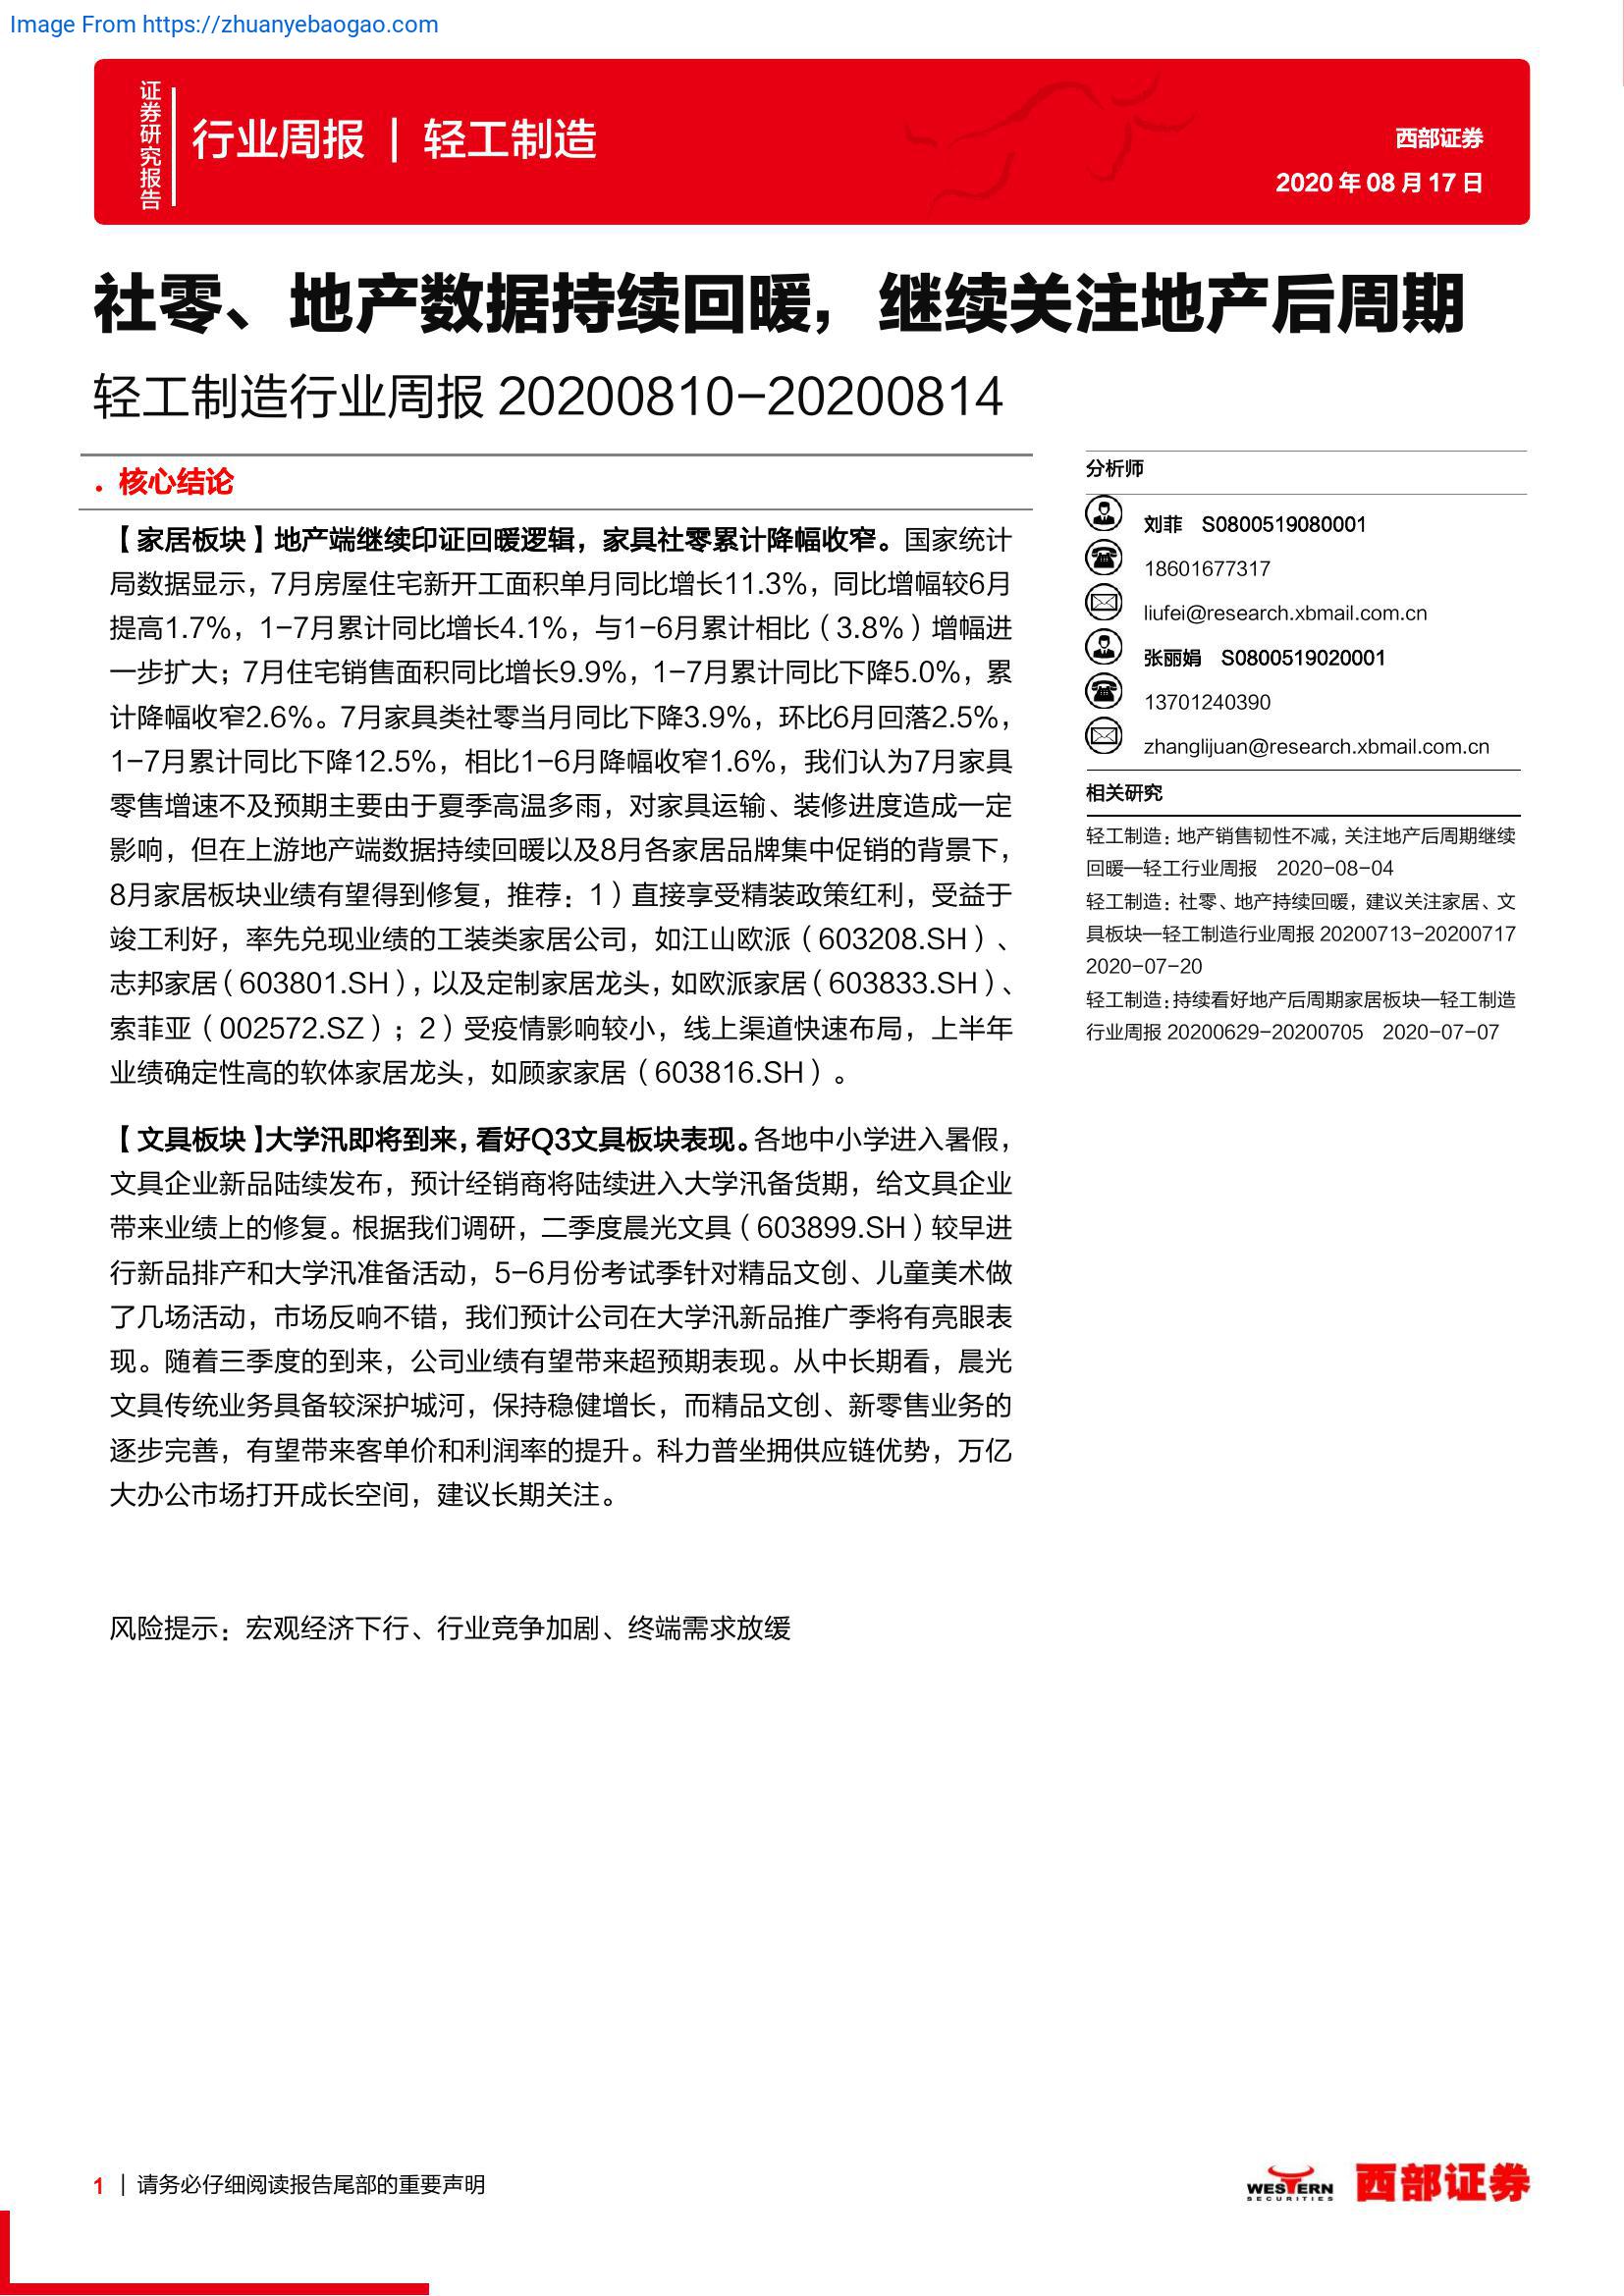 Image From https://zhuanyebaogao.com
证券研究报告
行业周报 | 轻工制造
西部证券
2020 年 08 月 17 日
社零、地产数据持续回暖，继续关注地产后周期
轻工制造行业周报 20200810-20200814
• 核心结论
【家居板块】地产端继续印证回暖逻辑，家具社零累计降幅收窄。国家统计
局数据显示，7月房屋住宅新开工面积单月同比增长11.3%，同比增幅较6月
提高1.7%，1-7月累计同比增长4.1%，与1-6月累计相比（3.8%）增幅进
一步扩大；7月住宅销售面积同比增长9.9%，1-7月累计同比下降5.0%，累
计降幅收窄2.6%。7月家具类社零当月同比下降3.9%，环比6月回落2.5%，
1-7月累计同比下降12.5%，相比1-6月降幅收窄1.6%，我们认为7月家具
零售增速不及预期主要由于夏季高温多雨，对家具运输、装修进度造成一定
影响，但在上游地产端数据持续回暖以及8月各家居品牌集中促销的背景下，
8月家居板块业绩有望得到修复，推荐：1）直接享受精装政策红利，受益于
竣工利好，率先兑现业绩的工装类家居公司，如江山欧派（603208.SH）、
志邦家居（603801.SH），以及定制家居龙头，如欧派家居（603833.SH）、
索菲亚（002572.SZ）；2）受疫情影响较小，线上渠道快速布局，上半年
业绩确定性高的软体家居龙头，如顾家家居（603816.SH）。
【文具板块】大学汛即将到来，看好Q3文具板块表现。各地中小学进入暑假，
文具企业新品陆续发布，预计经销商将陆续进入大学汛备货期，给文具企业
带来业绩上的修复。根据我们调研，二季度晨光文具（603899.SH）较早进
行新品排产和大学汛准备活动，5-6月份考试季针对精品文创、儿童美术做
了几场活动，市场反响不错，我们预计公司在大学汛新品推广季将有亮眼表
现。随着三季度的到来，公司业绩有望带来超预期表现。从中长期看，晨光
文具传统业务具备较深护城河，保持稳健增长，而精品文创、新零售业务的
逐步完善，有望带来客单价和利润率的提升。科力普坐拥供应链优势，万亿
大办公市场打开成长空间，建议长期关注。
风险提示：宏观经济下行、行业竞争加剧、终端需求放缓
分析师
刘菲 S0800519080001
18601677317
liufei@research.xbmail.com.cn
张丽娟 S0800519020001
13701240390
zhanglijuan@research.xbmail.com.cn
相关研究
轻工制造：地产销售韧性不减，关注地产后周期继续
回暖—轻工行业周报 2020-08-04
轻工制造：社零、地产持续回暖，建议关注家居、文
具板块—轻工制造行业周报 20200713-20200717
2020-07-20
轻工制造：持续看好地产后周期家居板块—轻工制造
行业周报 20200629-20200705 2020-07-07
1 | 请务必仔细阅读报告尾部的重要声明
WESTERN
SECURITIES
西部证券